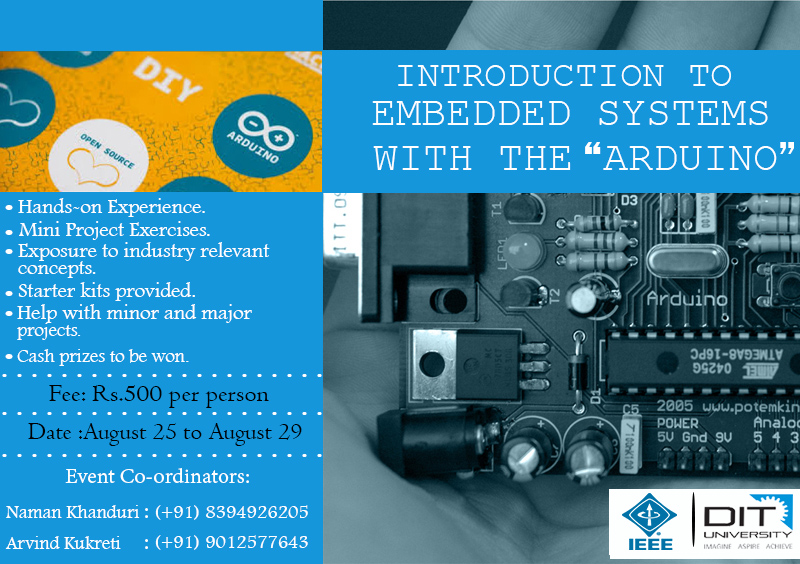 INTRODUCTION TO
EMBEDDED SYSTEMS
WITH THE “ARDUINO”
DIY
ARDUINO
OPEN SOURCE
• Hands-on Experience.
• Mini Project Exercises.
• Exposure to industry relevant
concepts.
• Starter kits provided.
• Help with minor and major
projects.
• Cash prizes to be won.
Fee: Rs.500 per person
Date :August 25 to August 29
Event Co-ordinators:
Naman Khanduri : (+91) 8394926205
Arvind Kukreti : (+91) 9012577643
T1
D3
LED1
T2
Arduino
0425G
ATMEGA8-16PC
ATMEL
D1
C5
2005 www.potemkin
POWER
5V Gnd 9V
Analo
5 4 3
IEEE
DIT
UNIVERSITY
IMAGINE ASPIRE ACHIEVE